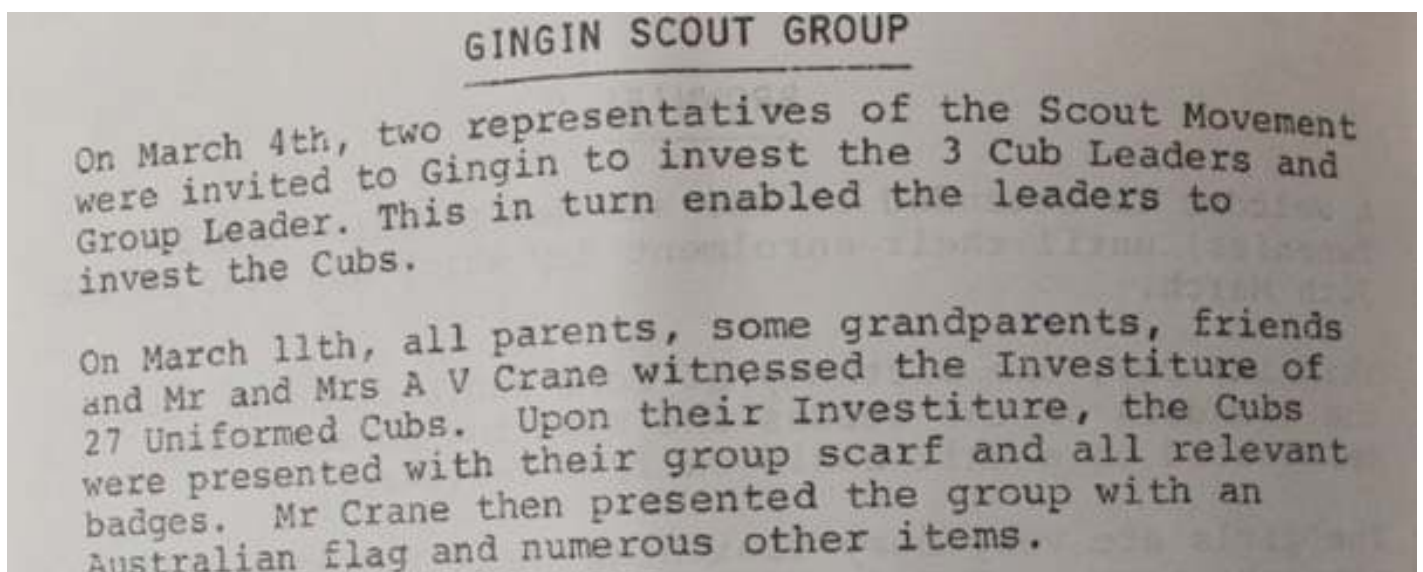 GINGIN SCOUT GROUP
On March 4th, two representatives of the Scout Movement
were invited to Gingin to invest the 3 Cub Leaders and
Group Leader. This in turn enabled the leaders to
invest the Cubs.
On March 11th, all parents, some grandparents, friends
and Mr and Mrs A V Crane witnessed the Investiture of
27 Uniformed Cubs. Upon their Investiture, the Cubs
were presented with their group scarf and all relevant
badges. Mr Crane then presented the group with an
Australian flag and numerous other items.